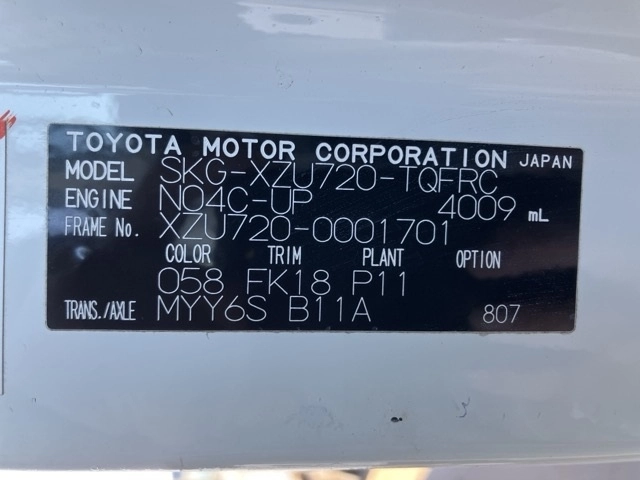 TOYOTA MOTOR CORPORATION JAPAN
MODEL SKG-XZU720-TQFRC
ENGINE N04C-UP 4009 mL
FRAME No. XZU720-0001701
COLOR TRIM PLANT OPTION
058 FK18 P11
TRANS./AXLE MYY6S B11A 807